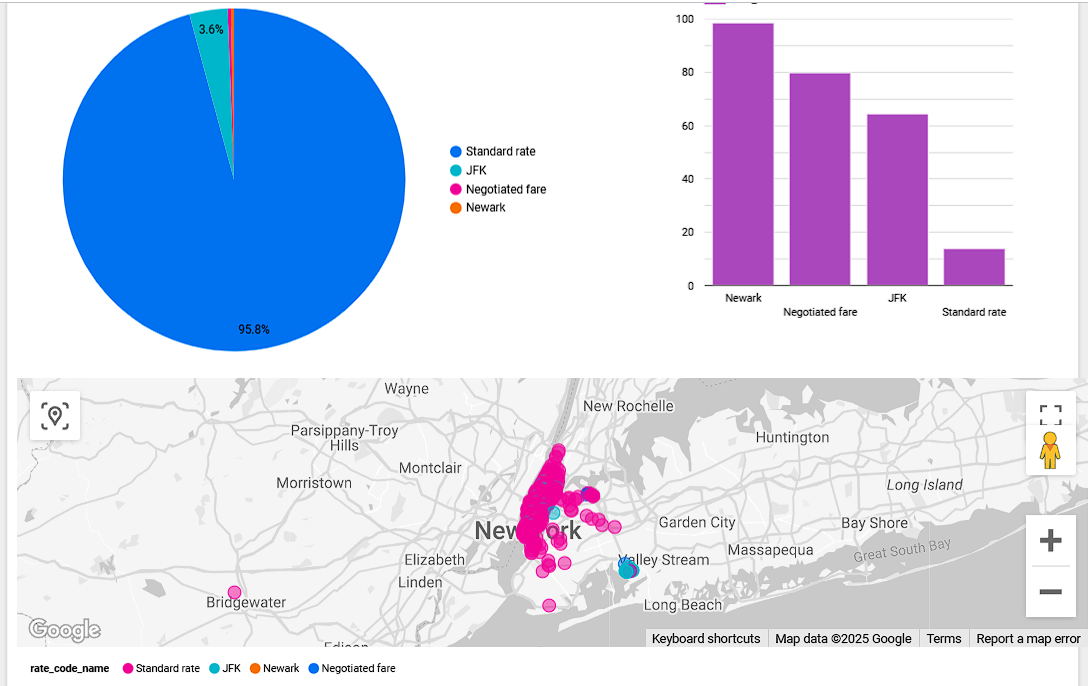 3.6%
95.8%
Standard rate
JFK
Negotiated fare
Newark
100
80
60
40
20
0
Newark
Negotiated fare
JFK
Standard rate
Wayne
New Rochelle
Parsippany-Troy
Hills
Huntington
Montclair
Morristown
Long Island
New York
Garden City
Bay Shore
Massapequa
Great South Bay
Elizabeth
Valley Stream
Linden
Bridgewater
Long Beach
Google
Edison
Keyboard shortcuts
Map data ©2025 Google
Terms
Report a map error
rate_code_name
Standard rate
JFK
Newark
Negotiated fare